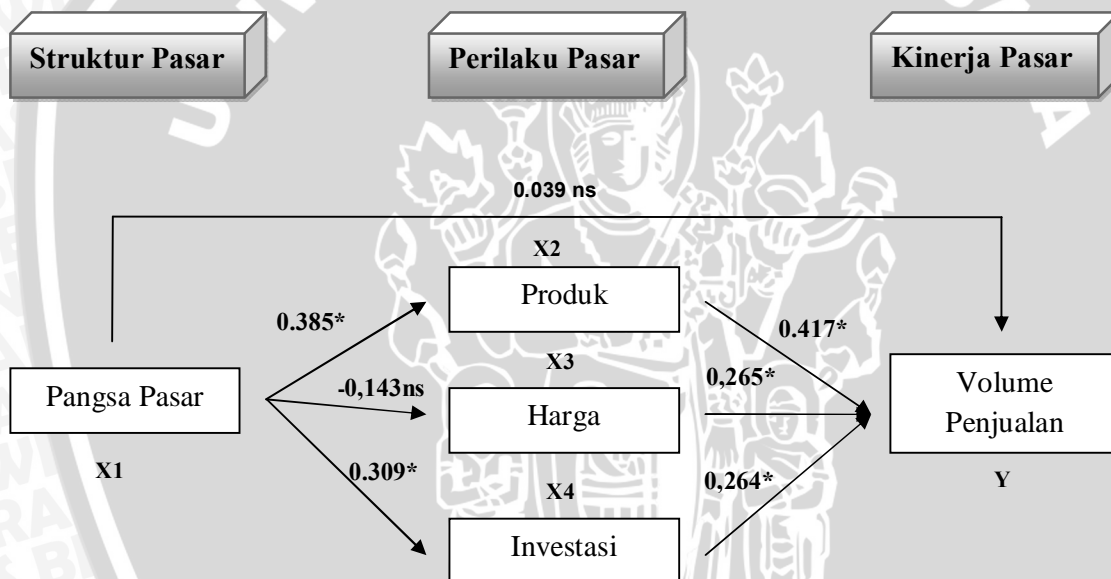 Struktur Pasar
Perilaku Pasar
Kinerja Pasar
0.039 ns
X2
Produk
0.385*
0.417*
X3
-0,143ns
0,265*
Pangsa Pasar
Harga
Volume
Penjualan
X1
0.309*
X4
0,264*
Y
Investasi